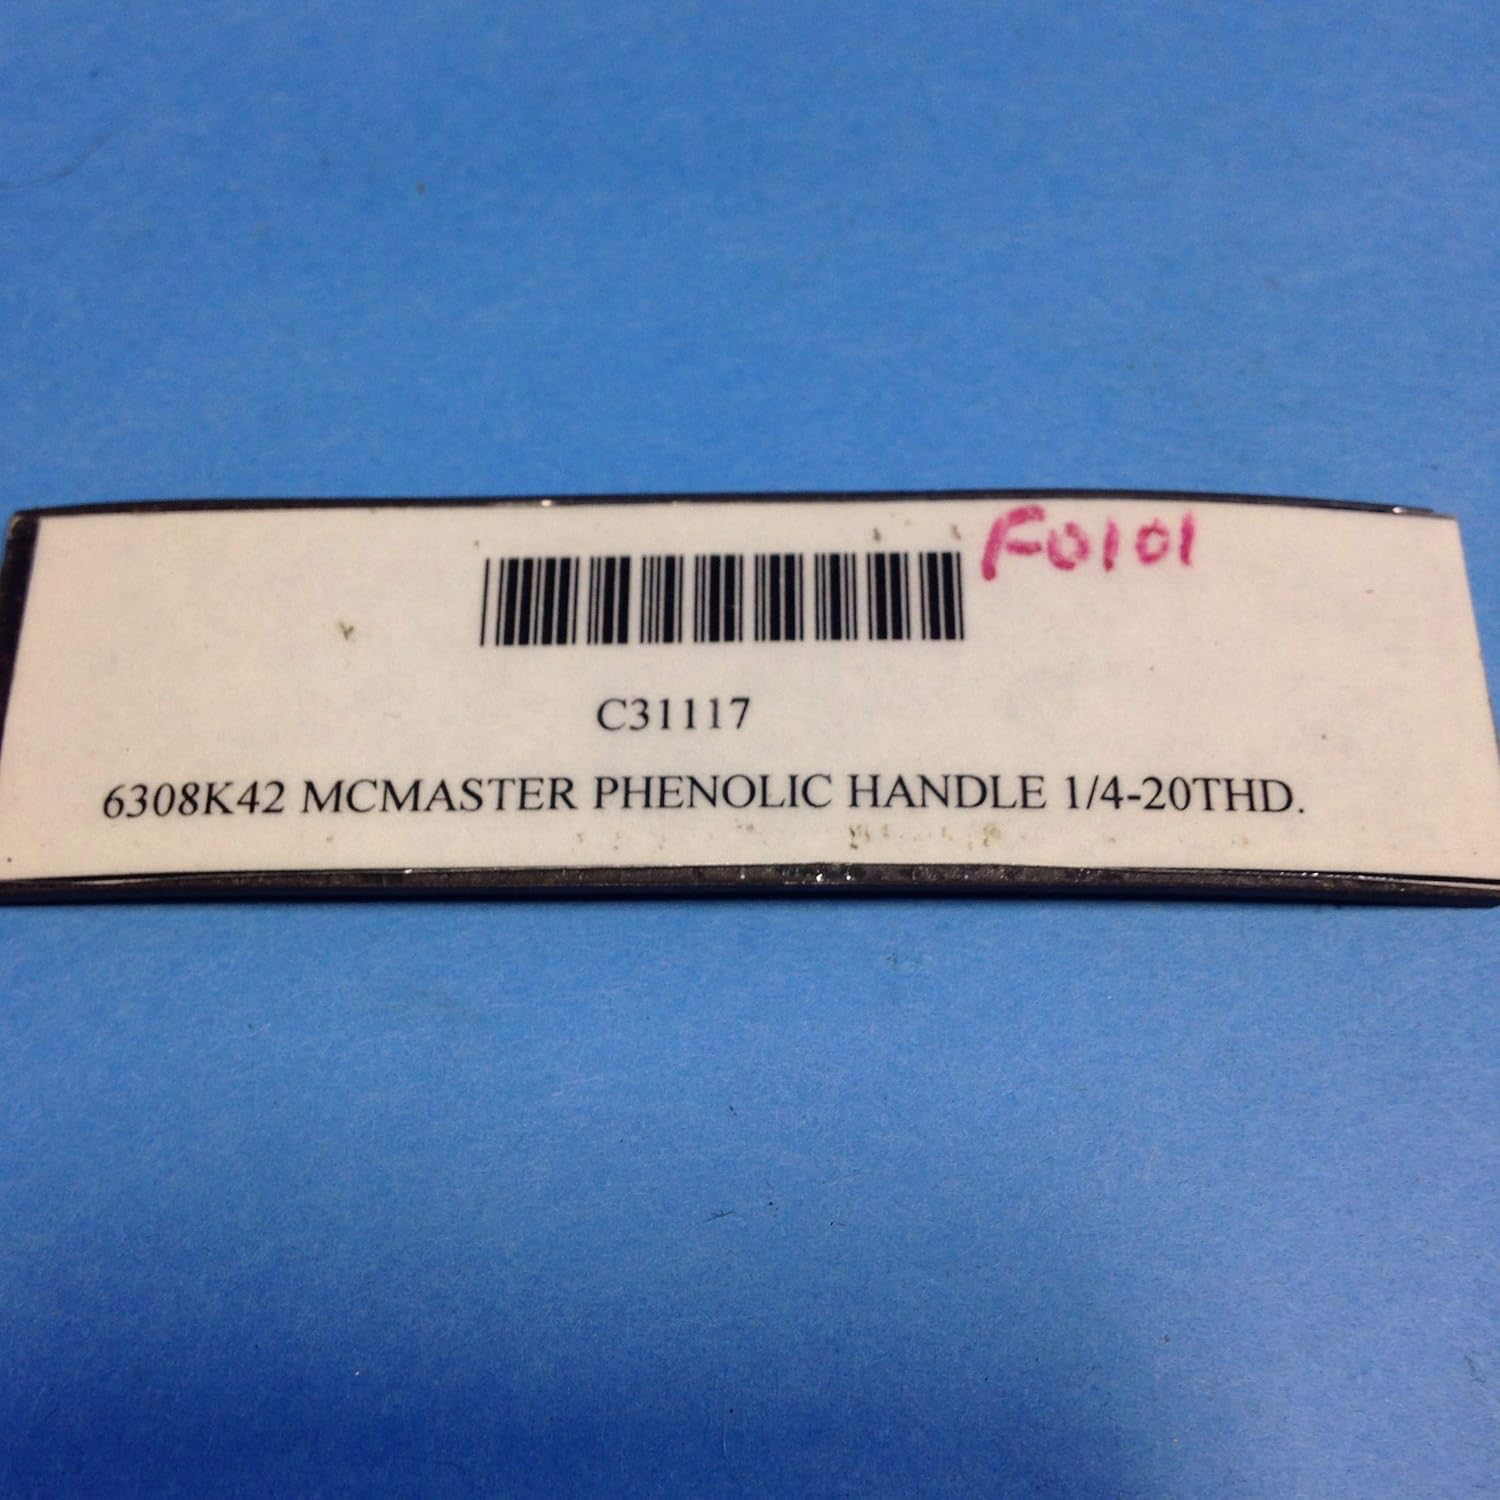 F0101
C31117
6308K42 MCMASTER PHENOLIC HANDLE 1/4-20THD.